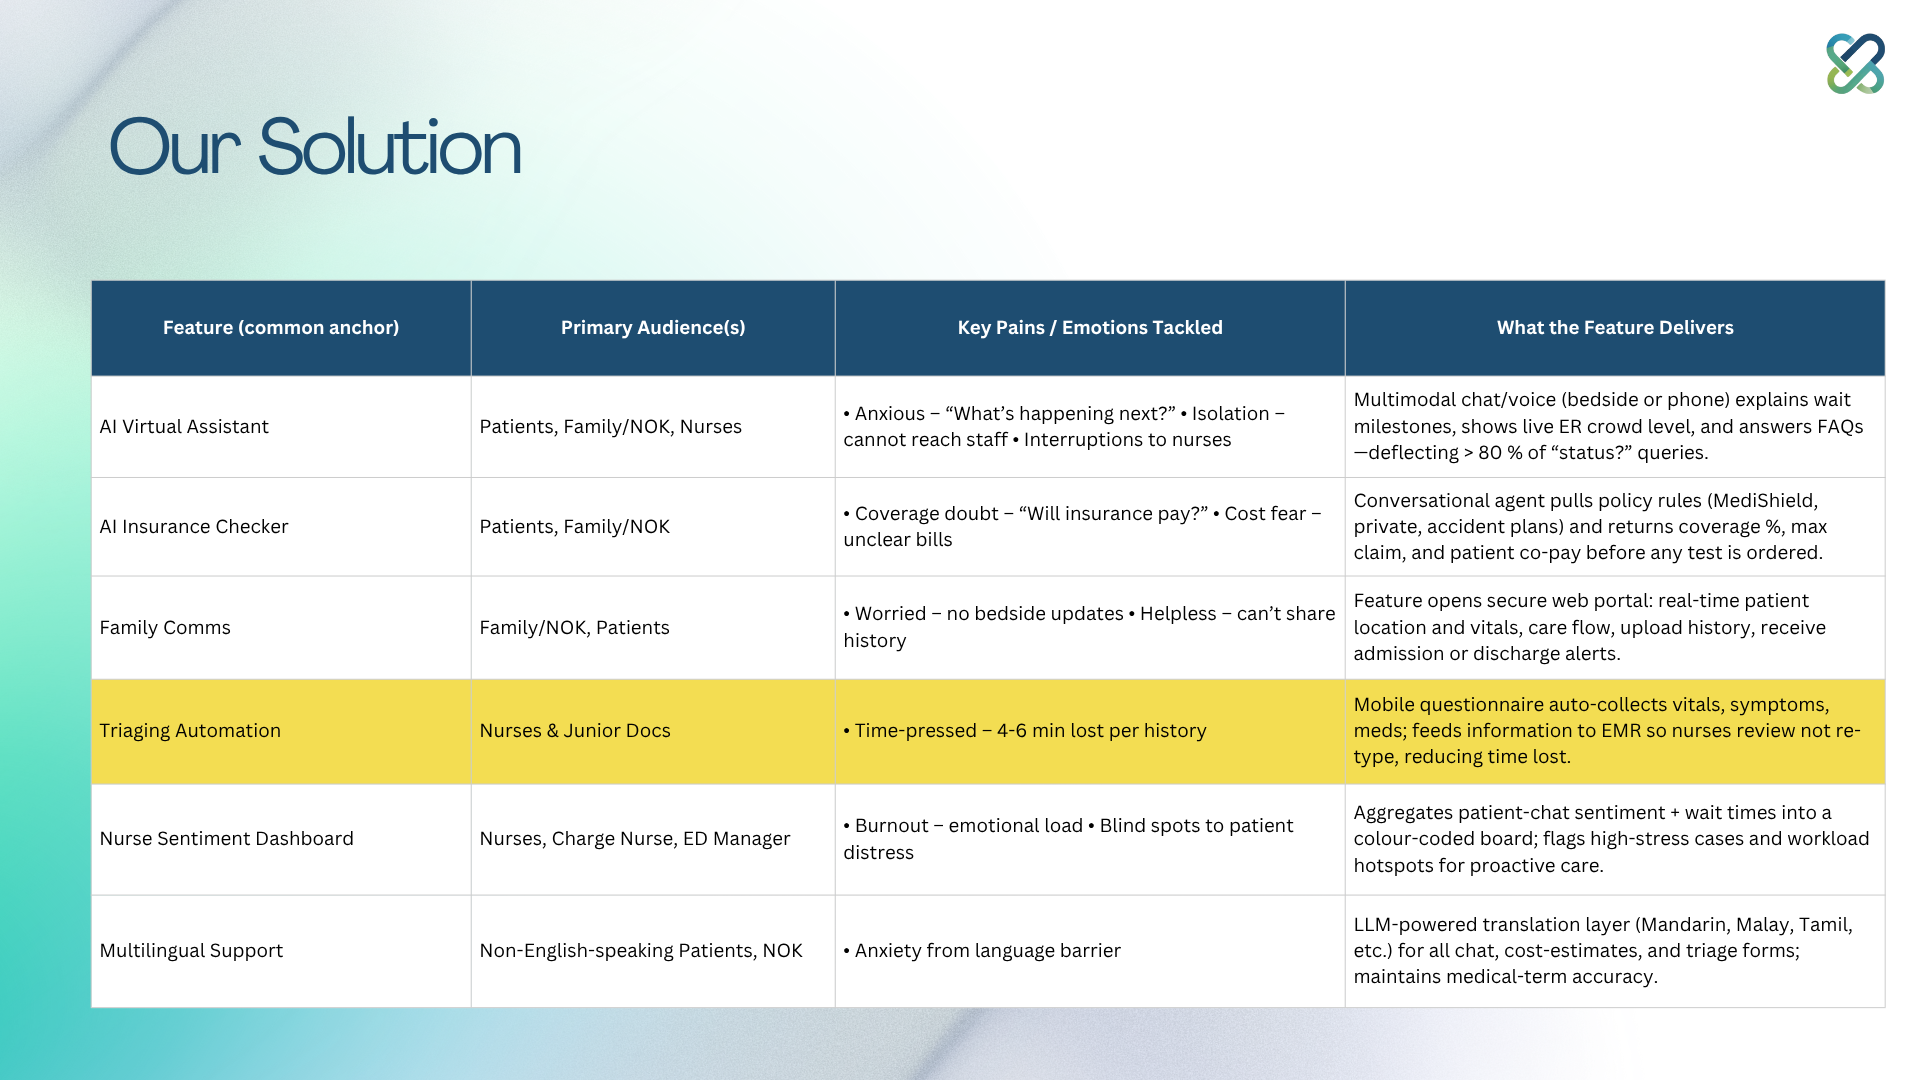 Our Solution
Feature (common anchor)
Primary Audience(s)
Key Pains / Emotions Tackled
What the Feature Delivers
AI Virtual Assistant
Patients, Family/NOK, Nurses
• Anxious – “What’s happening next?” • Isolation –
cannot reach staff • Interruptions to nurses
Multimodal chat/voice (bedside or phone) explains wait
milestones, shows live ER crowd level, and answers FAQs
—deflecting > 80 % of “status?” queries.
AI Insurance Checker
Patients, Family/NOK
• Coverage doubt – “Will insurance pay?” • Cost fear –
unclear bills
Conversational agent pulls policy rules (MediShield,
private, accident plans) and returns coverage %, max
claim, and patient co-pay before any test is ordered.
Family Comms
Family/NOK, Patients
• Worried – no bedside updates • Helpless – can’t share
history
Feature opens secure web portal: real-time patient
location and vitals, care flow, upload history, receive
admission or discharge alerts.
Triaging Automation
Nurses & Junior Docs
• Time-pressed – 4-6 min lost per history
Mobile questionnaire auto-collects vitals, symptoms,
meds; feeds information to EMR so nurses review not re-
type, reducing time lost.
Nurse Sentiment Dashboard
Nurses, Charge Nurse, ED Manager
• Burnout – emotional load • Blind spots to patient
distress
Aggregates patient-chat sentiment + wait times into a
colour-coded board; flags high-stress cases and workload
hotspots for proactive care.
Multilingual Support
Non-English-speaking Patients, NOK
• Anxiety from language barrier
LLM-powered translation layer (Mandarin, Malay, Tamil,
etc.) for all chat, cost-estimates, and triage forms;
maintains medical-term accuracy.